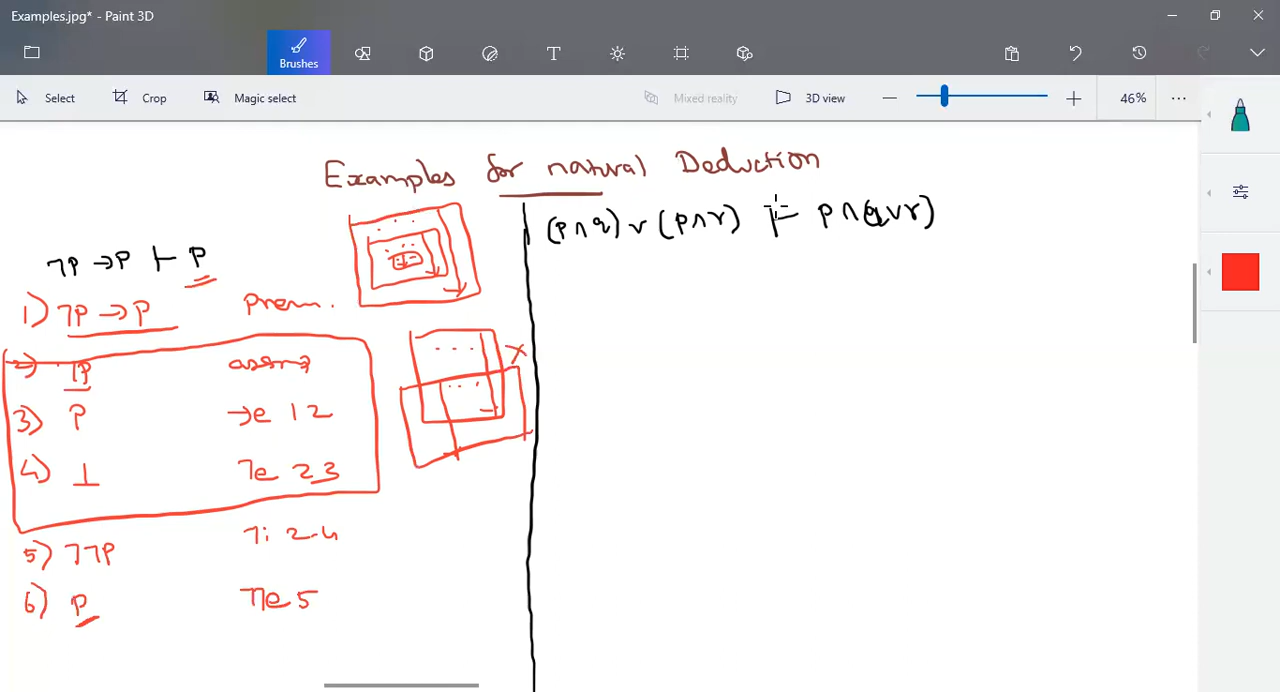 Examples.jpg* - Paint 3D
Brushes
Select
Crop
Magic select
Mixed reality
3D view
46%
Examples for natural Deduction
¬P → P ⊢ P
1) ¬P → P prem.
2) ¬P
3) P →e 1 2
4) ⊥ ¬e 2 3
5) ¬¬P ¬i 2-4
6) P ¬¬e 5
x
(p ∧ q) ∨ (p ∧ r) ⊢ p ∧ (q ∨ r)